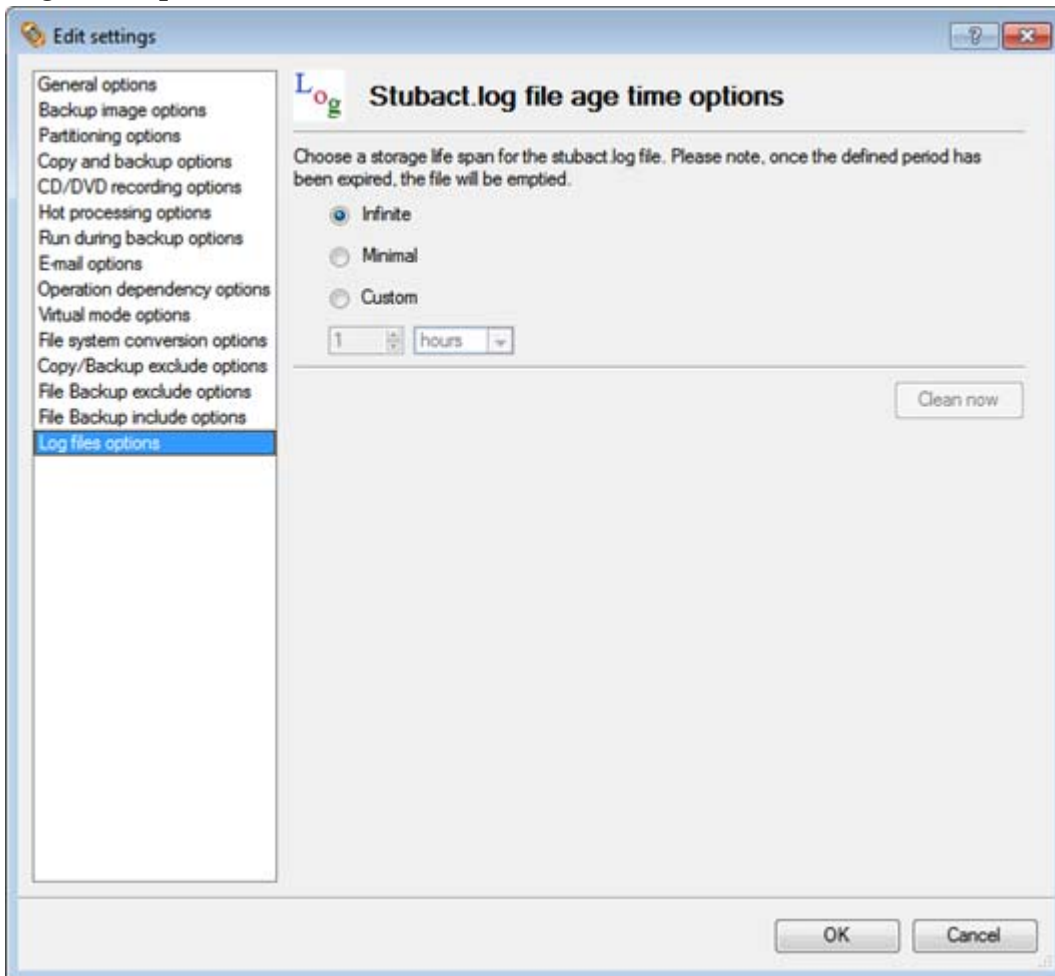 Edit settings
General options
Backup image options
Partitioning options
Copy and backup options
CD/DVD recording options
Hot processing options
Run during backup options
E-mail options
Operation dependency options
Virtual mode options
File system conversion options
Copy/Backup exclude options
File Backup exclude options
File Backup include options
Log files options
Log
Stubact.log file age time options
Choose a storage life span for the stubact.log file. Please note, once the defined period has
been expired, the file will be emptied.
Infinite
Minimal
Custom
1 hours
Clean now
OK Cancel